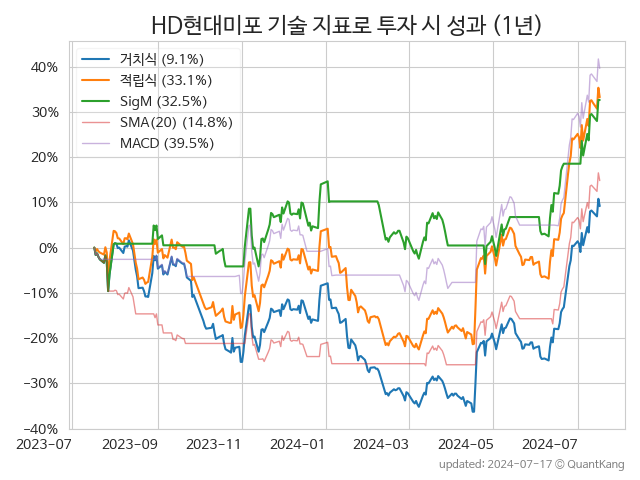 HD현대미포 기술 지표로 투자 시 성과 (1년)
거치식 (9.1%)
적립식 (33.1%)
SigM (32.5%)
SMA(20) (14.8%)
MACD (39.5%)
40%
30%
20%
10%
0%
−10%
−20%
−30%
−40%
2023-07 2023-09 2023-11 2024-01 2024-03 2024-05 2024-07
updated: 2024-07-17 © QuantKang